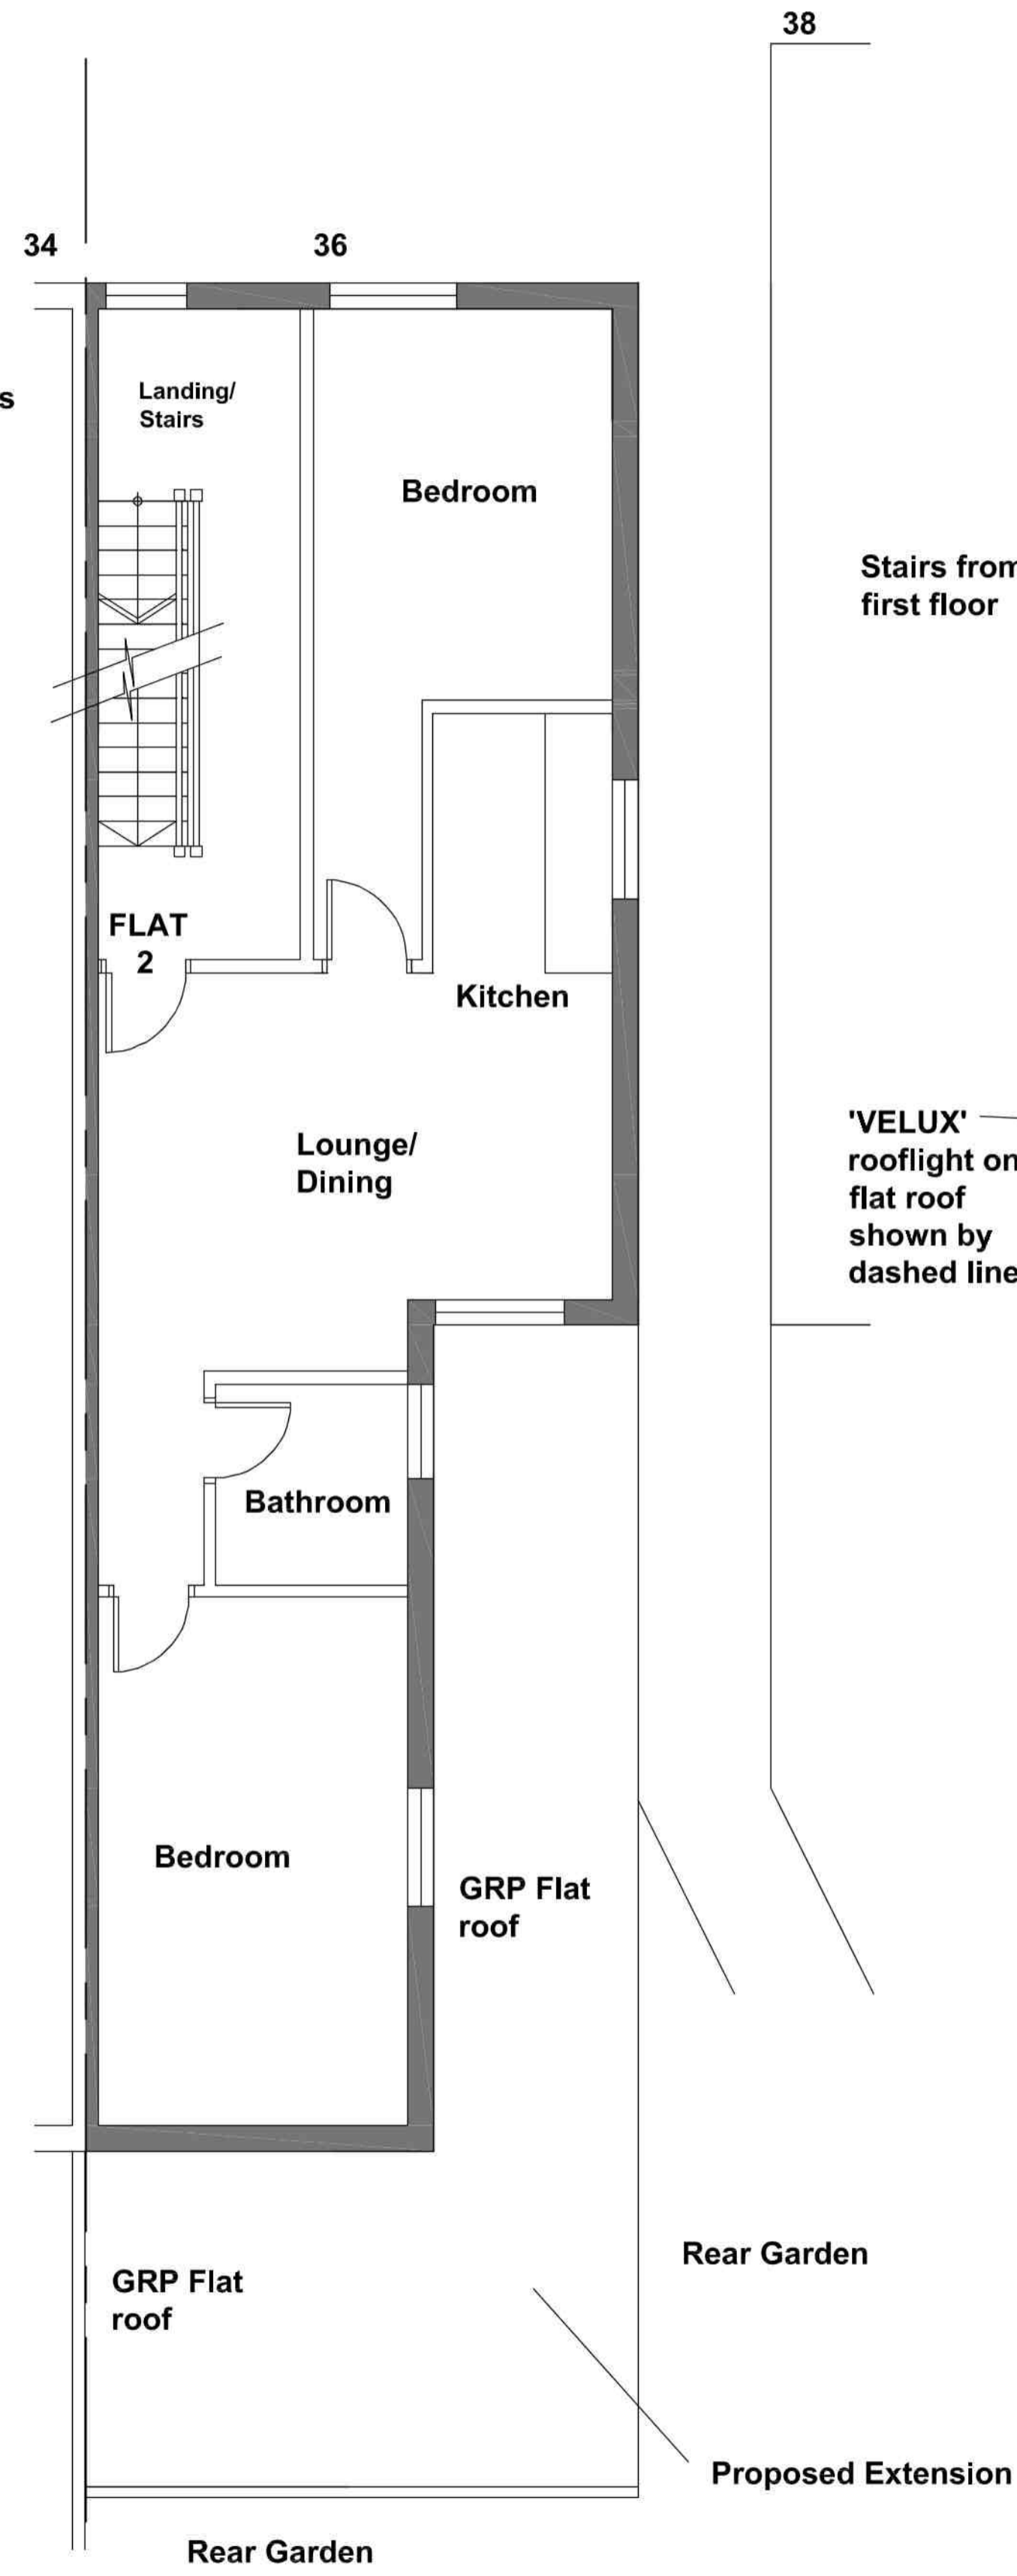 38
34
36
s
Landing/
Stairs
Bedroom
Stairs from
first floor
FLAT
2
Kitchen
'VELUX'
rooflight on
flat roof
shown by
dashed line
Lounge/
Dining
Bathroom
Bedroom
GRP Flat
roof
Rear Garden
GRP Flat
roof
Proposed Extension
Rear Garden